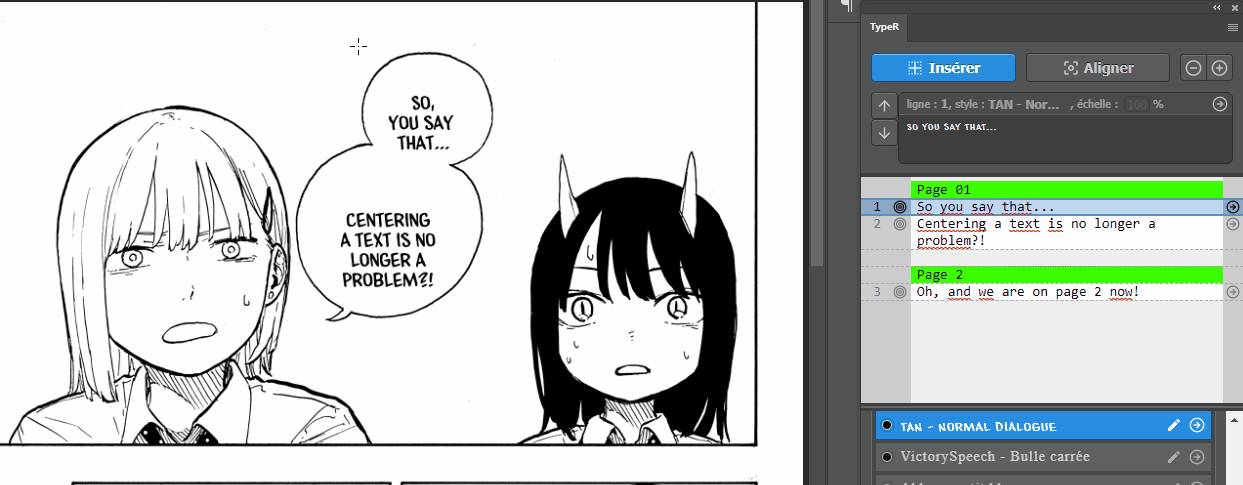 SO,
YOU SAY
THAT...
CENTERING
A TEXT IS NO
LONGER A
PROBLEM?!
TypeR
Insérer
Aligner
ligne : 1, style : TAN - Nor... , échelle : 100 %
SO YOU SAY THAT...
Page 01
1 So you say that...
2 Centering a text is no longer a
problem?!
Page 2
3 Oh, and we are on page 2 now!
TAN - NORMAL DIALOGUE
VictorySpeech - Bulle carrée